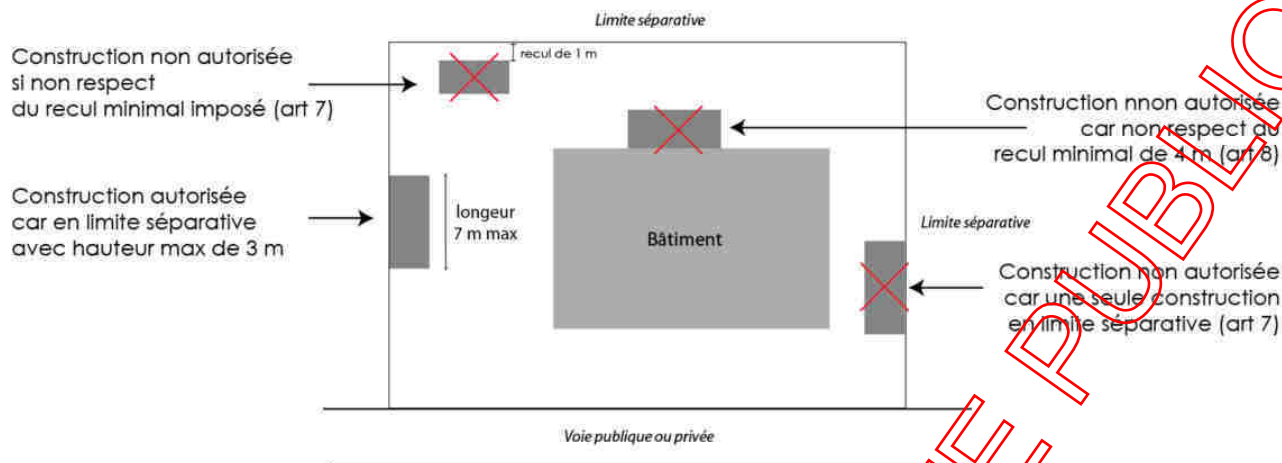 Limite séparative
recul de 1 m
Construction non autorisée
si non respect
du recul minimal imposé (art 7)
Construction nnon autorisée
car non respect du
recul minimal de 4 m (art 8)
Construction autorisée
car en limite séparative
avec hauteur max de 3 m
longeur
7 m max
Bâtiment
Limite séparative
Construction non autorisée
car une seule construction
en limite séparative (art 7)
Voie publique ou privée
E PUBLIC